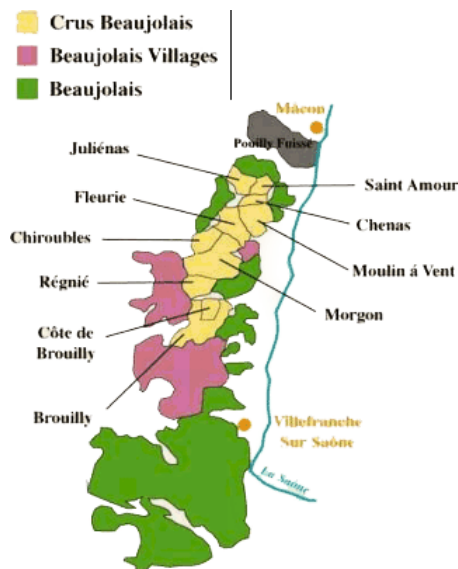 Crus Beaujolais
Beaujolais Villages
Beaujolais
Mâcon
Pouilly Fuissé
Juliénas
Saint Amour
Fleurie
Chenas
Chiroubles
Moulin á Vent
Régnié
Morgon
Côte de
Brouilly
Brouilly
Villefranche
Sur Saône
La Saône